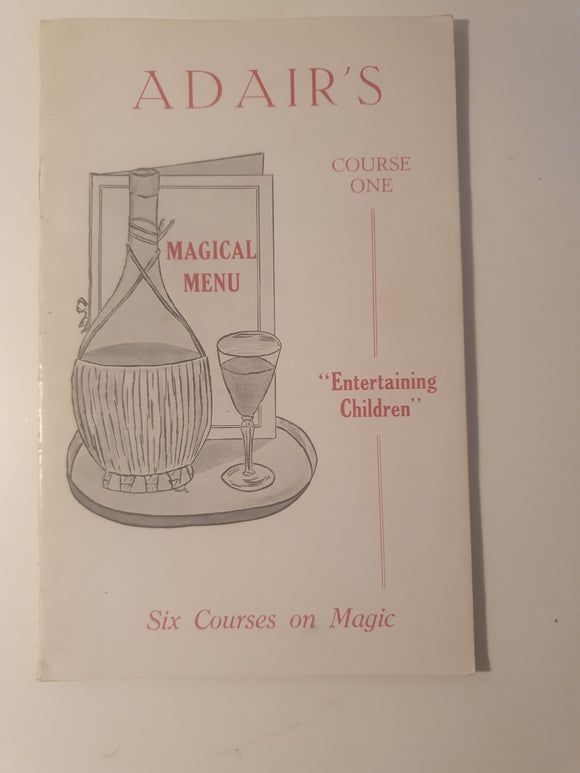 ADAIR'S
COURSE
ONE
MAGICAL
MENU
"Entertaining
Children"
Six Courses on Magic